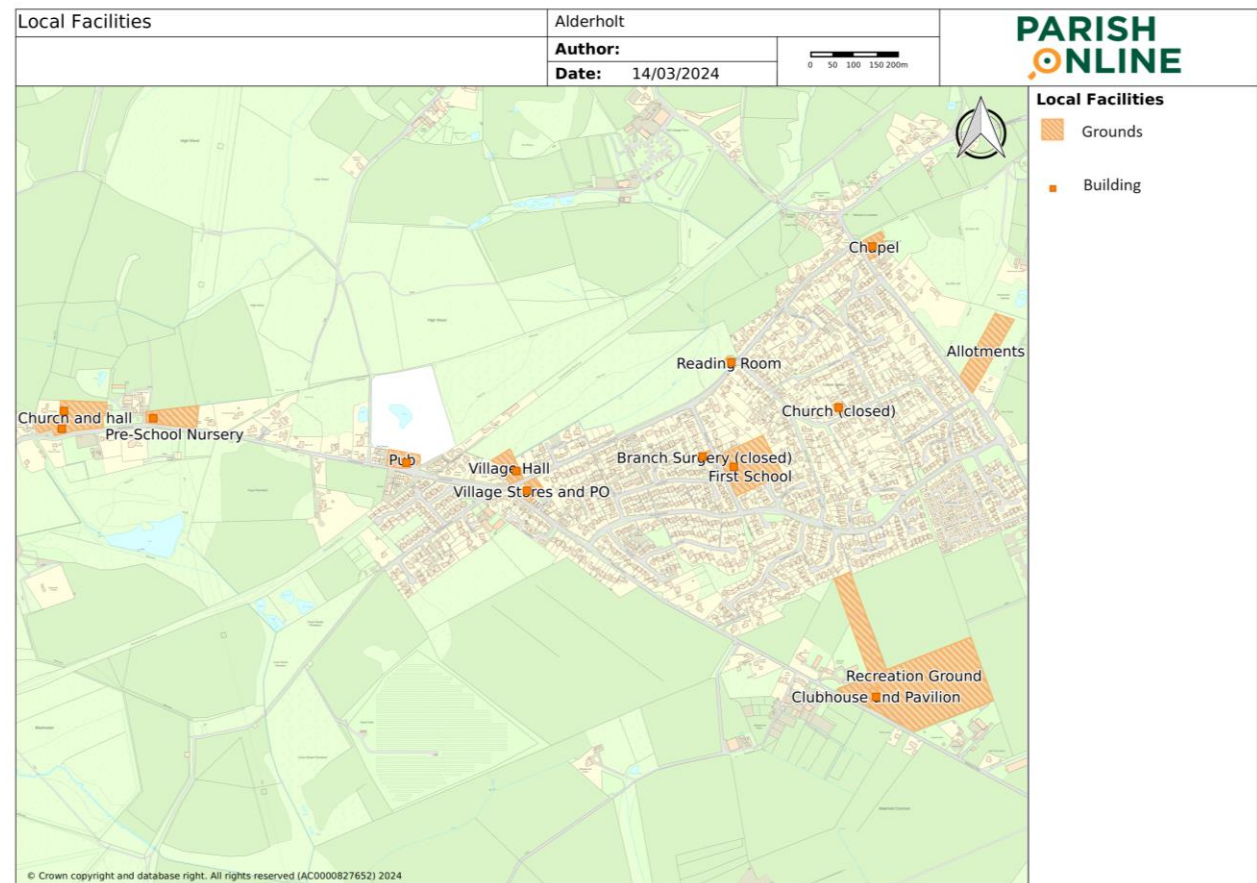 Local Facilities
Alderholt
Author:
Date: 14/03/2024
0 50 100 150 200m
PARISH
ONLINE
Local Facilities
Grounds
Building
Chapel
Allotments
Reading Room
Church (closed)
Church and hall
Pre-School Nursery
Pub
Village Hall
Branch Surgery (closed)
First School
Village Stores and PO
Recreation Ground
Clubhouse and Pavilion
© Crown copyright and database right. All rights reserved (AC0000827652) 2024